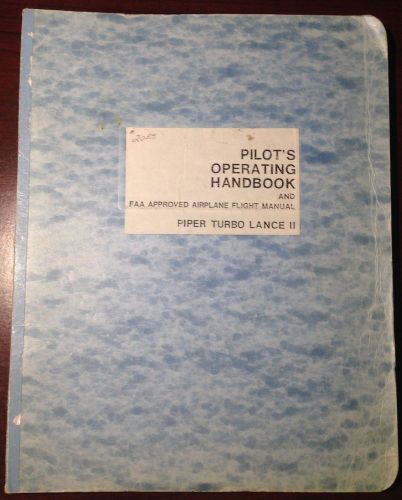 PILOT'S
OPERATING
HANDBOOK
AND
FAA APPROVED AIRPLANE FLIGHT MANUAL
PIPER TURBO LANCE II